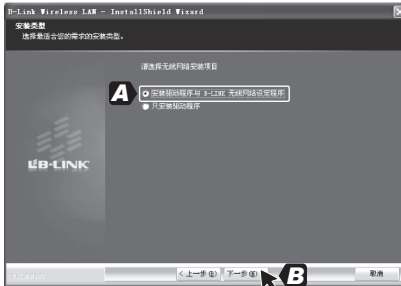 B-Link Wireless LAN - InstallShield Wizard
安装类型
选择最适合您的需求的安装类型。
请选择无线网络安装项目
A
安装驱动程序与 B-LINK 无线网络设定程序
只安装驱动程序
LB-LINK
<上一步(B)
下一步(N)
B
取消